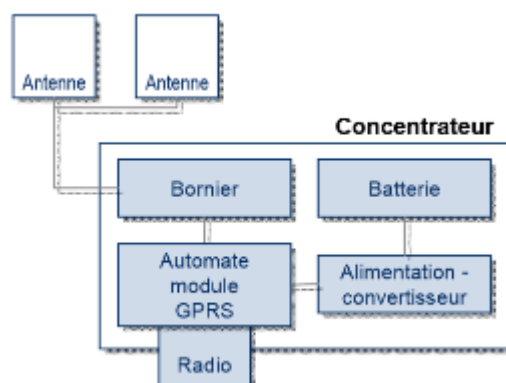 Antenne
Antenne
Concentrateur
Bornier
Batterie
Automate
module
GPRS
Alimentation -
convertisseur
Radio